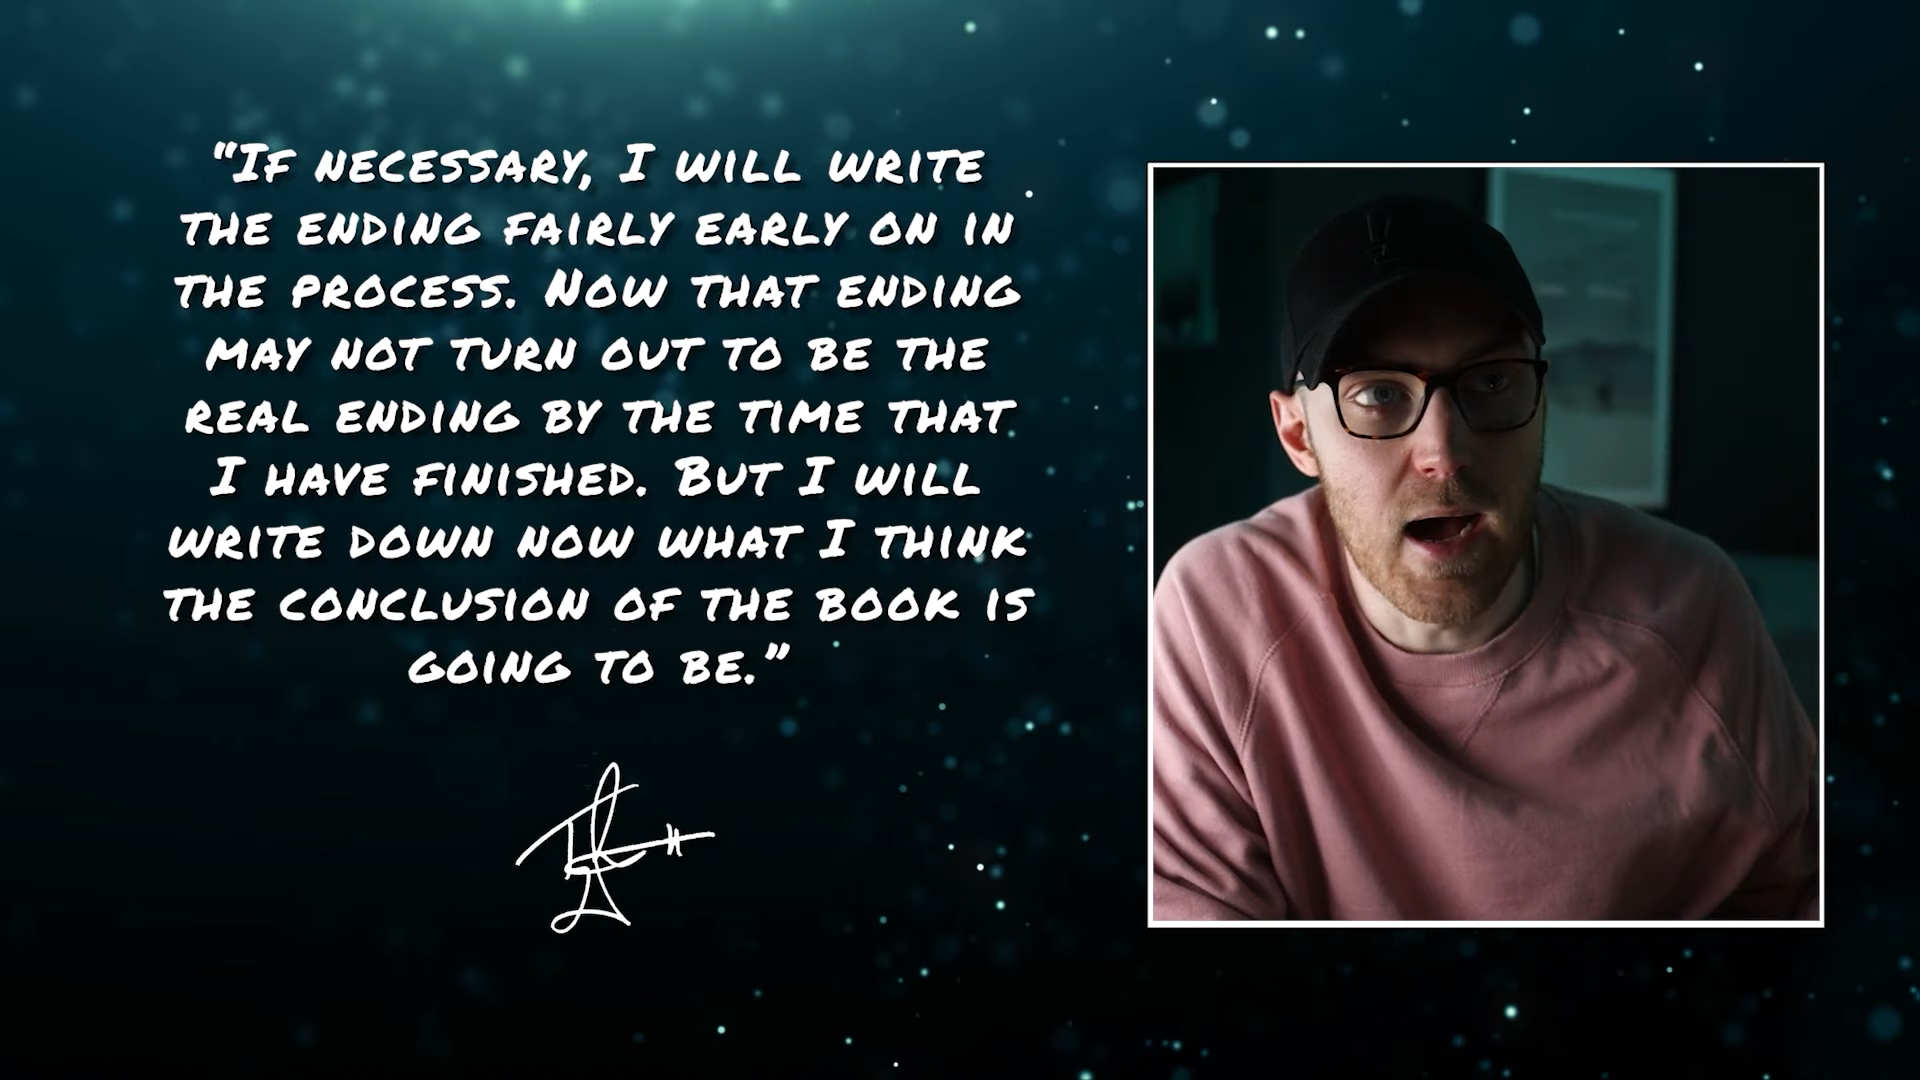 “If necessary, I will write
the ending fairly early on in
the process. Now that ending
may not turn out to be the
real ending by the time that
I have finished. But I will
write down now what I think
the conclusion of the book is
going to be.”